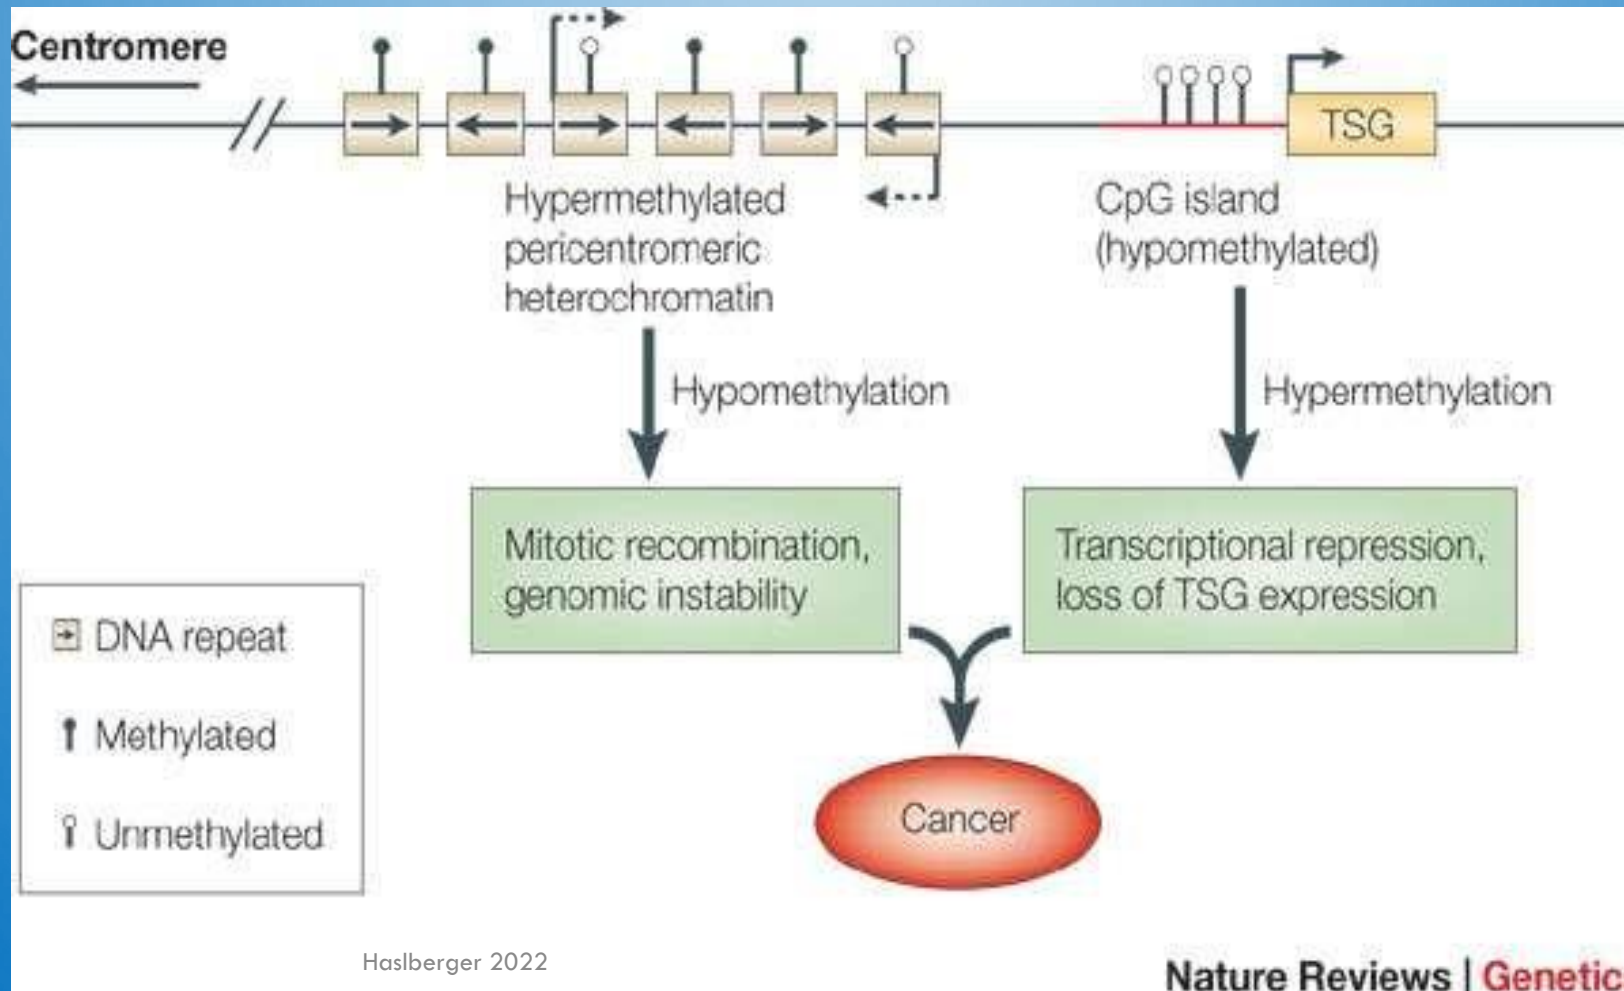 Centromere
TSG
Hypermethylated
pericentromeric
heterochromatin
CpG island
(hypomethylated)
Hypomethylation
Hypermethylation
Mitotic recombination,
genomic instability
Transcriptional repression,
loss of TSG expression
DNA repeat
Methylated
Unmethylated
Cancer
Haslberger 2022
Nature Reviews | Genetic